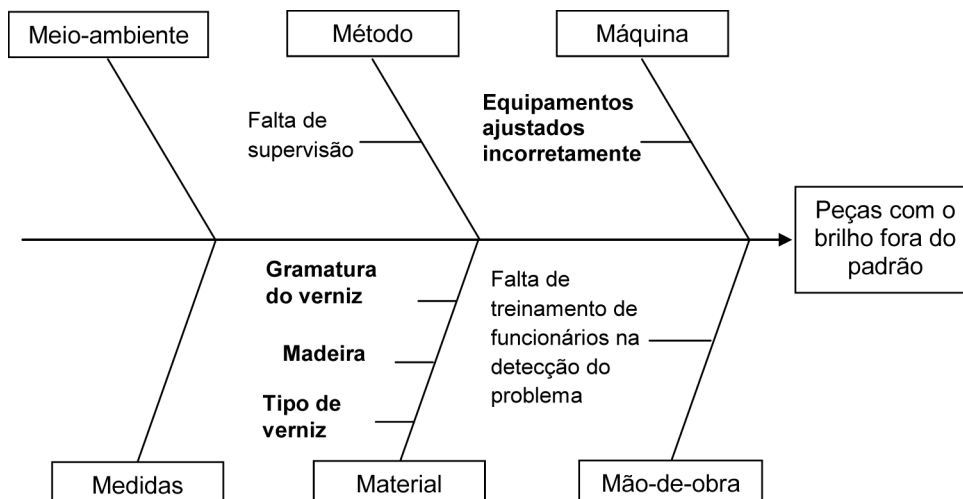 Meio-ambiente
Método
Máquina
Falta de
supervisão
Equipamentos
ajustados
incorretamente
Peças com o
brilho fora do
padrão
Gramatura
do verniz
Madeira
Tipo de
verniz
Falta de
treinamento de
funcionários na
detecção do
problema
Medidas
Material
Mão-de-obra